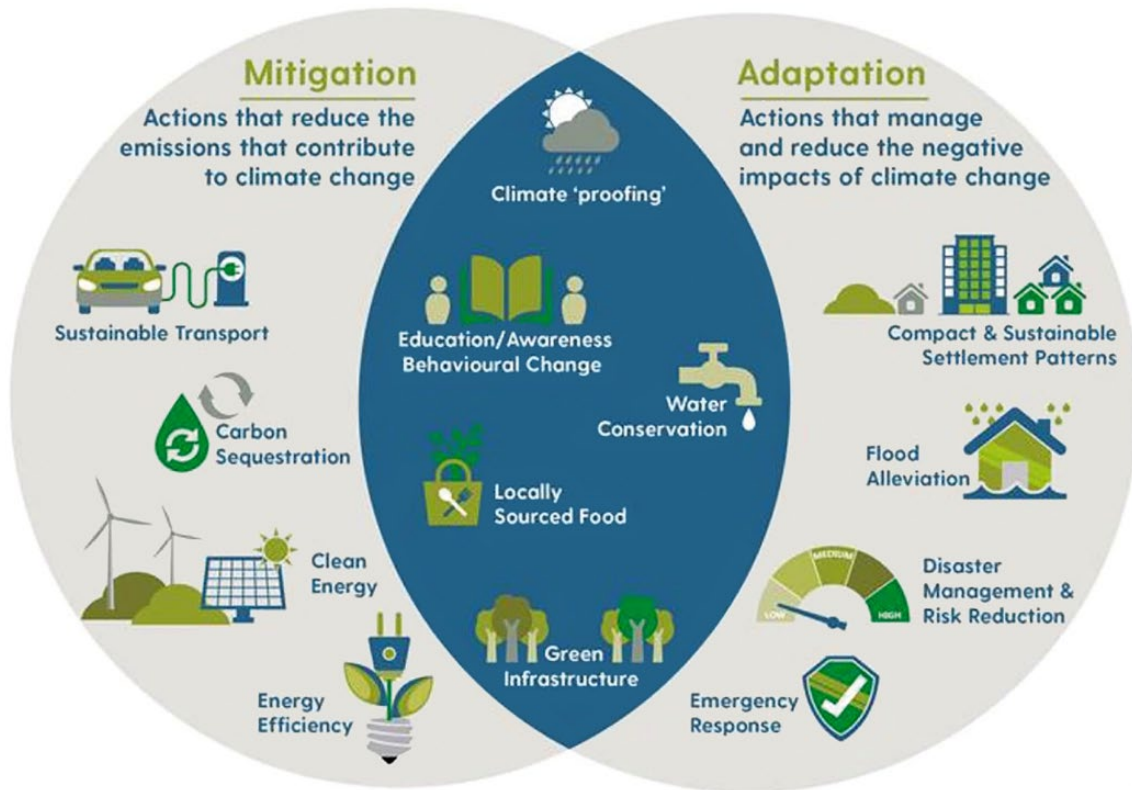 Mitigation
Actions that reduce the
emissions that contribute
to climate change
Sustainable Transport
Carbon
Sequestration
Clean
Energy
Energy
Efficiency
Climate ‘proofing’
Education/Awareness
Behavioural Change
Water
Conservation
Locally
Sourced Food
Green
Infrastructure
Adaptation
Actions that manage
and reduce the negative
impacts of climate change
Compact & Sustainable
Settlement Patterns
Flood
Alleviation
LOW
MEDIUM
HIGH
Disaster
Management &
Risk Reduction
Emergency
Response